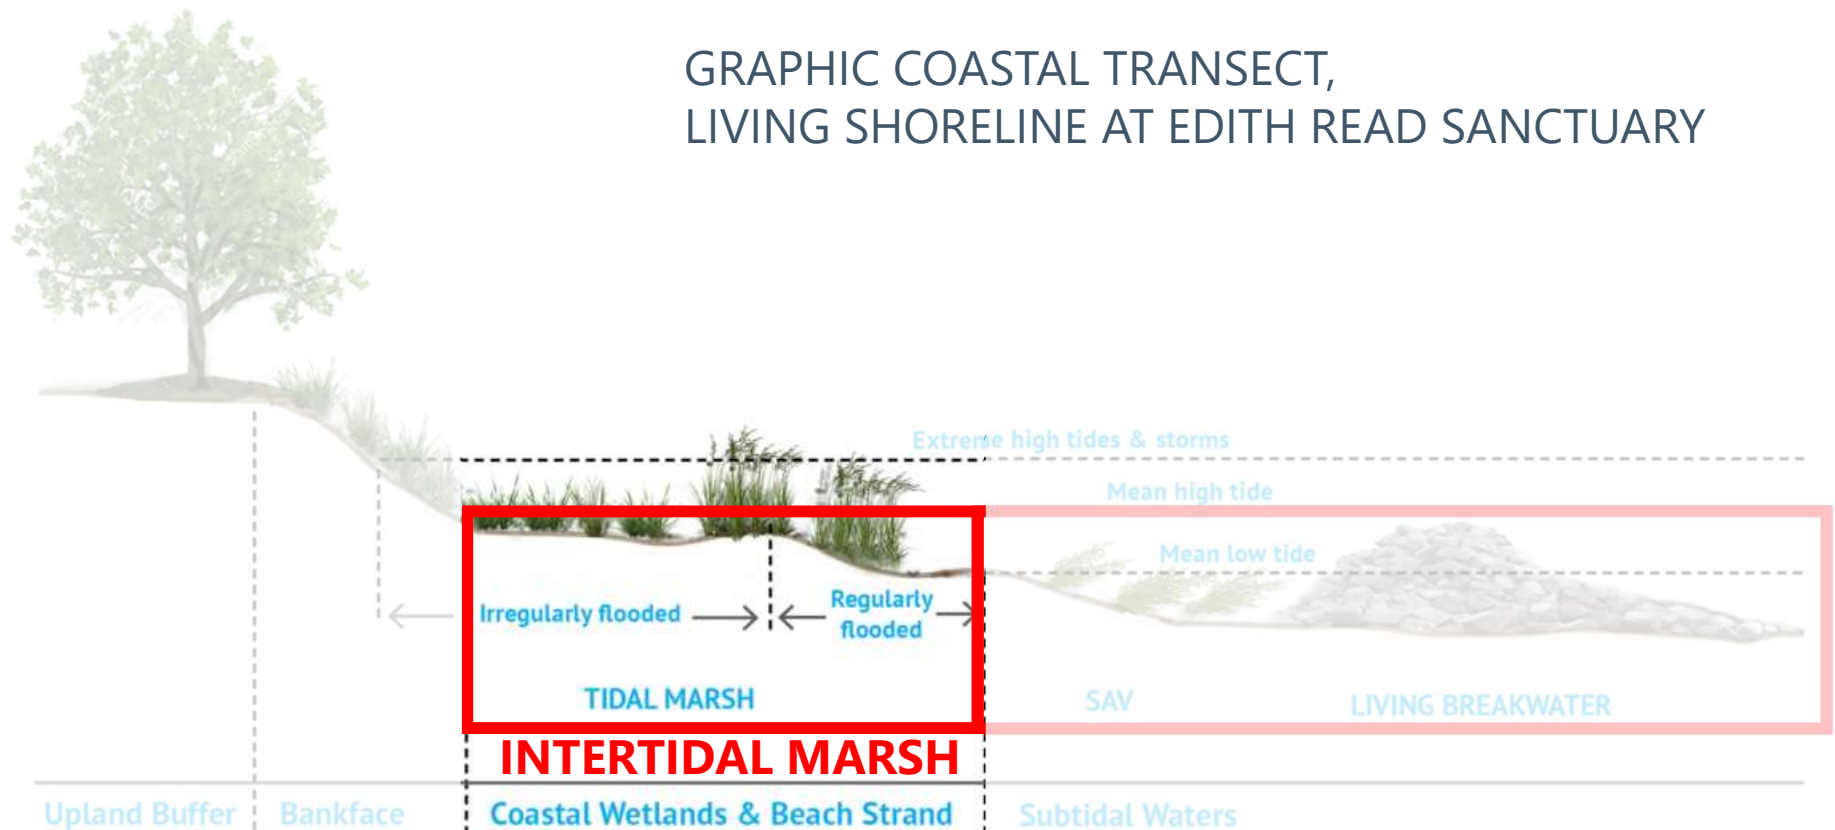 GRAPHIC COASTAL TRANSECT,
LIVING SHORELINE AT EDITH READ SANCTUARY
Extreme high tides & storms
Mean high tide
Mean low tide
Irregularly flooded
Regularly
flooded
TIDAL MARSH
SAV
LIVING BREAKWATER
INTERTIDAL MARSH
Upland Buffer
Bankface
Coastal Wetlands & Beach Strand
Subtidal Waters